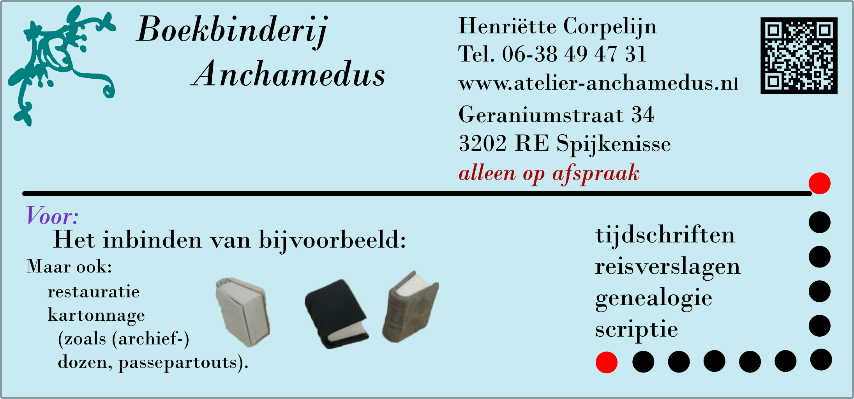 Boekbinderij
Anchamedus
Henriëtte Corpelijn
Tel. 06-38 49 47 31
www.atelier-anchamedus.nl
Geraniumstraat 34
3202 RE Spijkenisse
alleen op afspraak
Voor:
Het inbinden van bijvoorbeeld:
Maar ook:
restauratie
kartonnage
(zoals (archief-)
dozen, passepartouts).
tijdschriften
reisverslagen
genealogie
scriptie